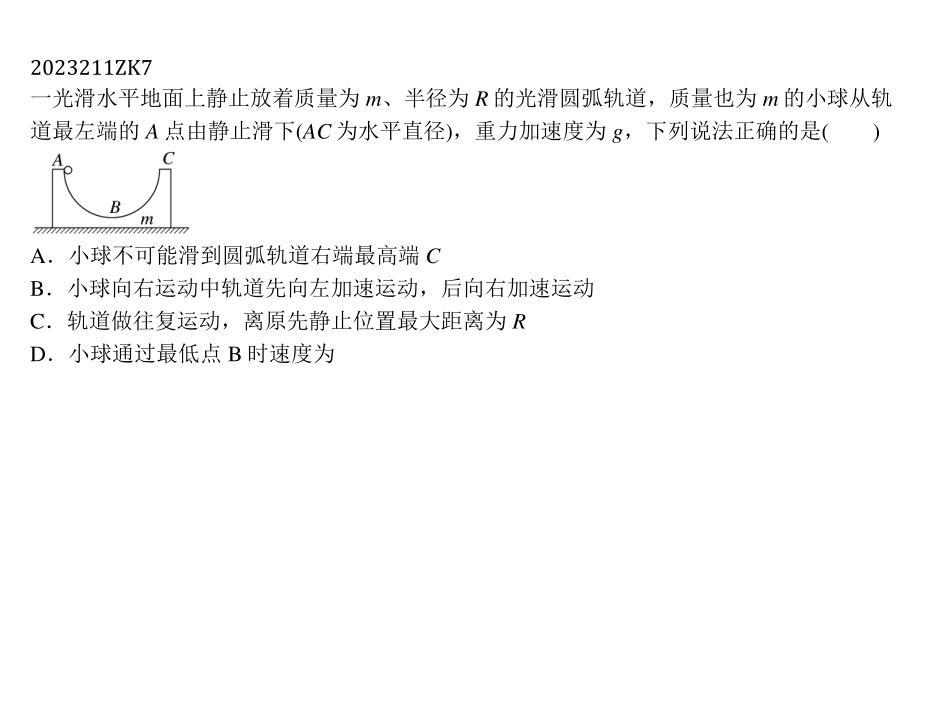 2023211ZK7
一光滑水平地面上静止放着质量为 m、半径为 R 的光滑圆弧轨道，质量也为 m 的小球从轨
道最左端的 A 点由静止滑下(AC 为水平直径)，重力加速度为 g，下列说法正确的是(  )
A C
B
m
A．小球不可能滑到圆弧轨道右端最高端 C
B．小球向右运动中轨道先向左加速运动，后向右加速运动
C．轨道做往复运动，离原先静止位置最大距离为 R
D．小球通过最低点 B 时速度为